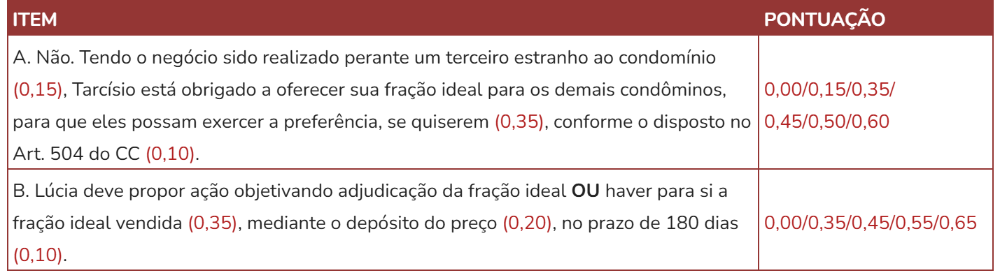 ITEM
PONTUAÇÃO
A. Não. Tendo o negócio sido realizado perante um terceiro estranho ao condomínio
(0,15), Tarcísio está obrigado a oferecer sua fração ideal para os demais condôminos,
para que eles possam exercer a preferência, se quiserem (0,35), conforme o disposto no
Art. 504 do CC (0,10).
0,00/0,15/0,35/
0,45/0,50/0,60
B. Lúcia deve propor ação objetivando adjudicação da fração ideal OU haver para si a
fração ideal vendida (0,35), mediante o depósito do preço (0,20), no prazo de 180 dias
(0,10).
0,00/0,35/0,45/0,55/0,65